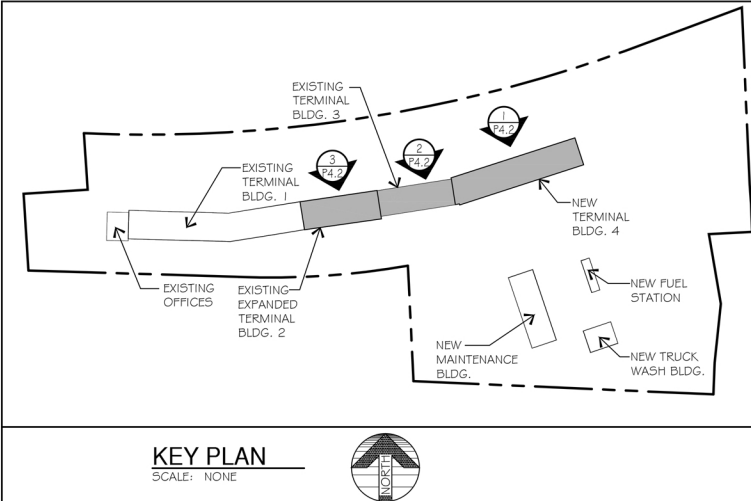 EXISTING
TERMINAL
BLDG. 3
1
P4.2
2
P4.2
3
P4.2
EXISTING
TERMINAL
BLDG. 1
NEW
TERMINAL
BLDG. 4
EXISTING
OFFICES
EXISTING
EXPANDED
TERMINAL
BLDG. 2
NEW FUEL
STATION
NEW
MAINTENANCE
BLDG.
NEW TRUCK
WASH BLDG.
KEY PLAN
SCALE: NONE
NORTH